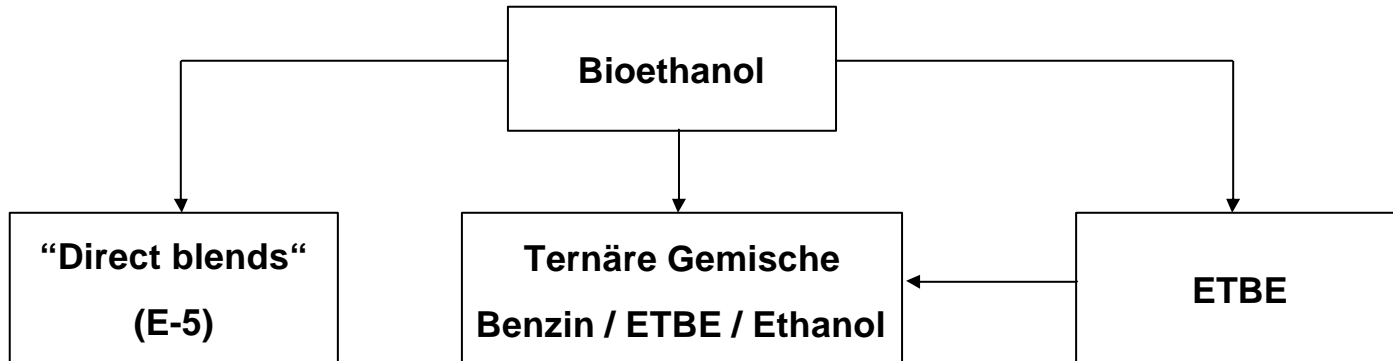 Bioethanol
“Direct blends“
(E-5)
Ternäre Gemische
Benzin / ETBE / Ethanol
ETBE